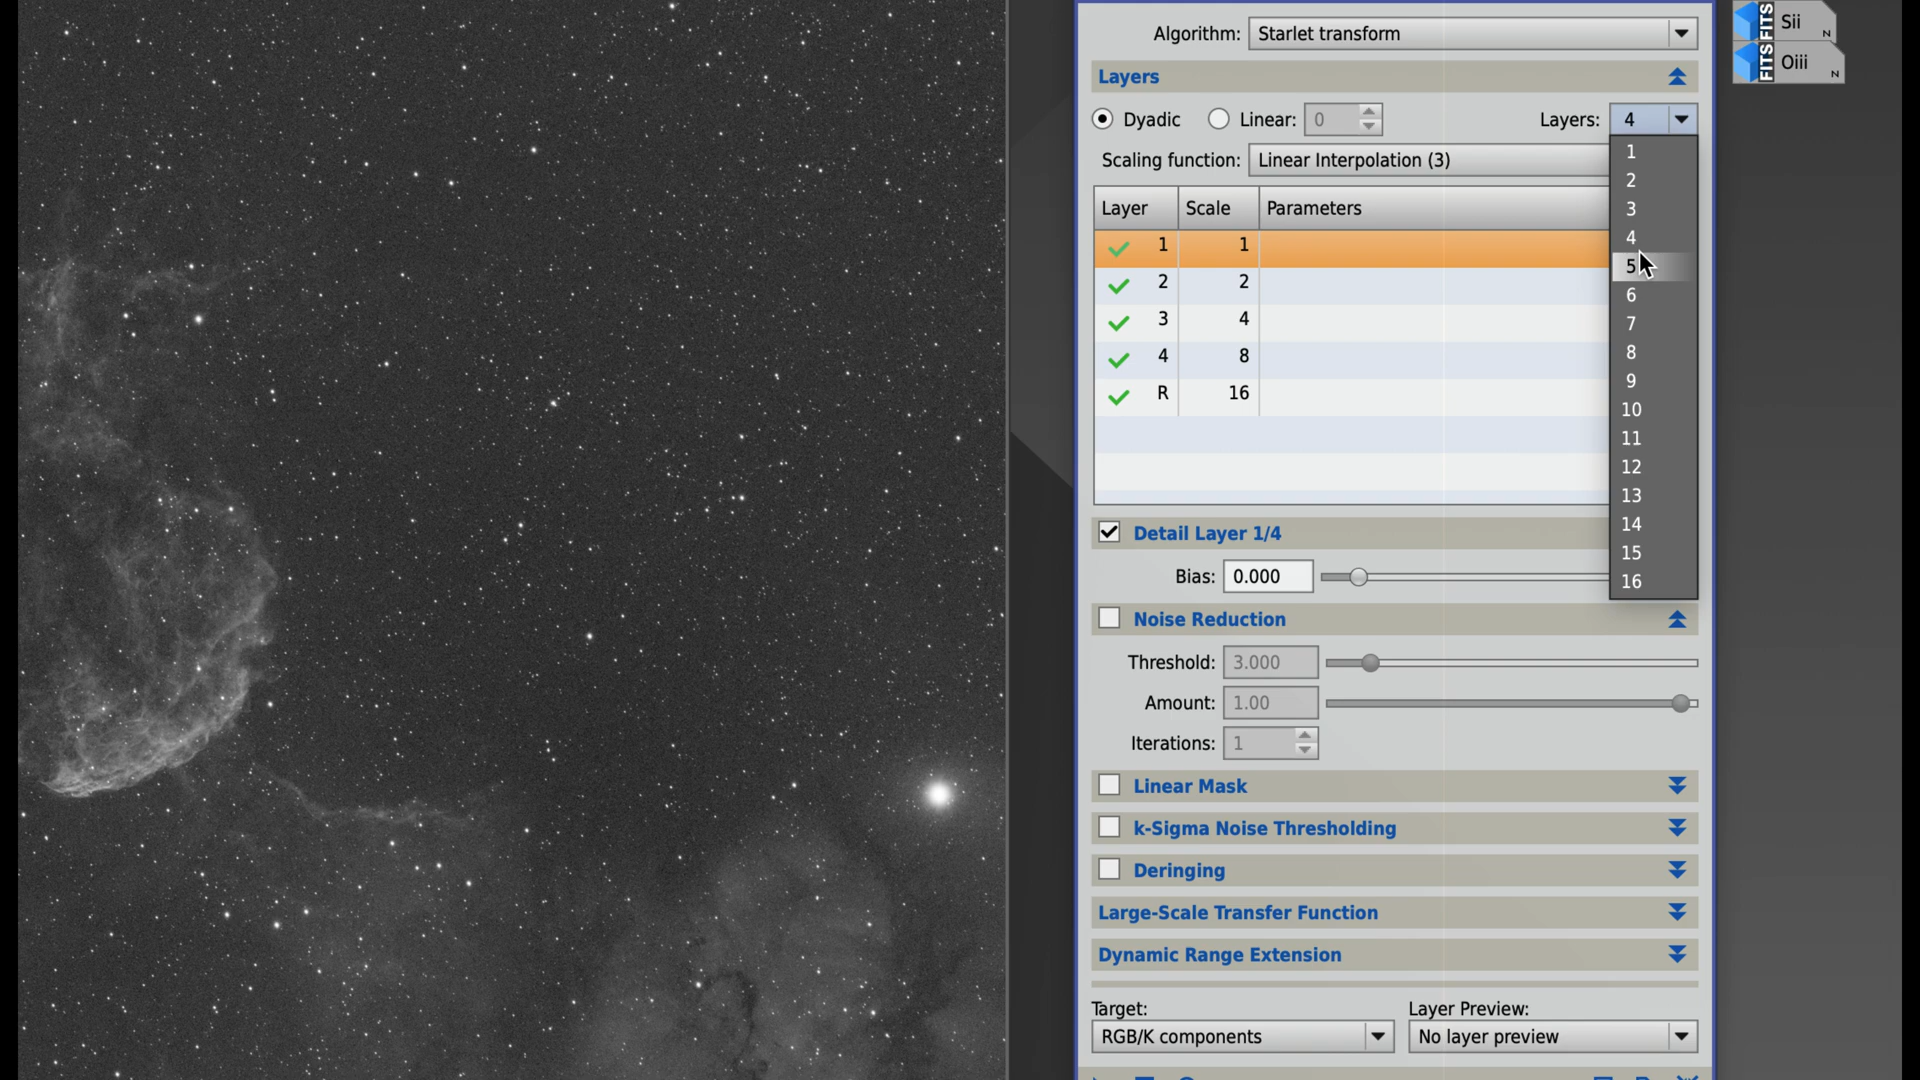 Algorithm: Starlet transform
FITS Sii N
FITS Oiii N
Layers
Dyadic Linear: 0 Layers: 4
Scaling function: Linear Interpolation (3)
1
2
3
4
5
6
7
8
9
10
11
12
13
14
15
16
Layer Scale Parameters
1 1
2 2
3 4
4 8
R 16
Detail Layer 1/4
Bias: 0.000
Noise Reduction
Threshold: 3.000
Amount: 1.00
Iterations: 1
Linear Mask
k-Sigma Noise Thresholding
Deringing
Large-Scale Transfer Function
Dynamic Range Extension
Target: Layer Preview:
RGB/K components No layer preview